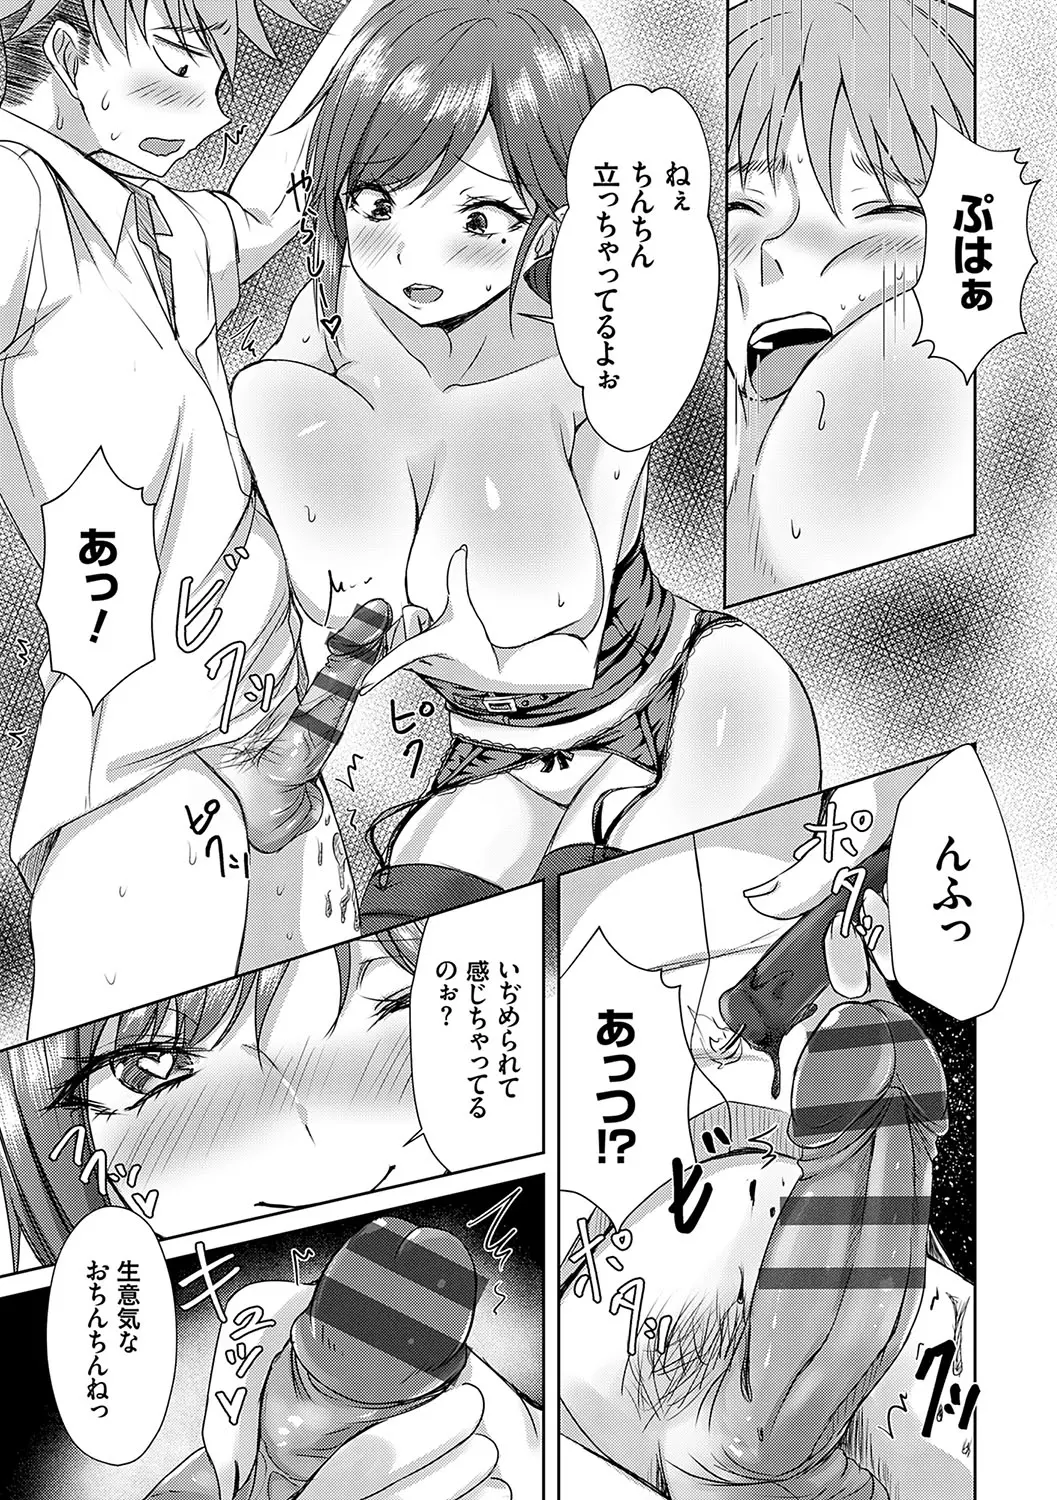 ぷはぁ
ねぇ
ちんちん
立っちゃってるよぉ
やらしー♡
あっ！
ビクッ
ピク
ピクン
んふっ
ポタッ
あっつ!?
ビクッ
ポタ
いぢめられて
感じちゃってる
のぉ？
キュッ
生意気な
おちんちんねっ